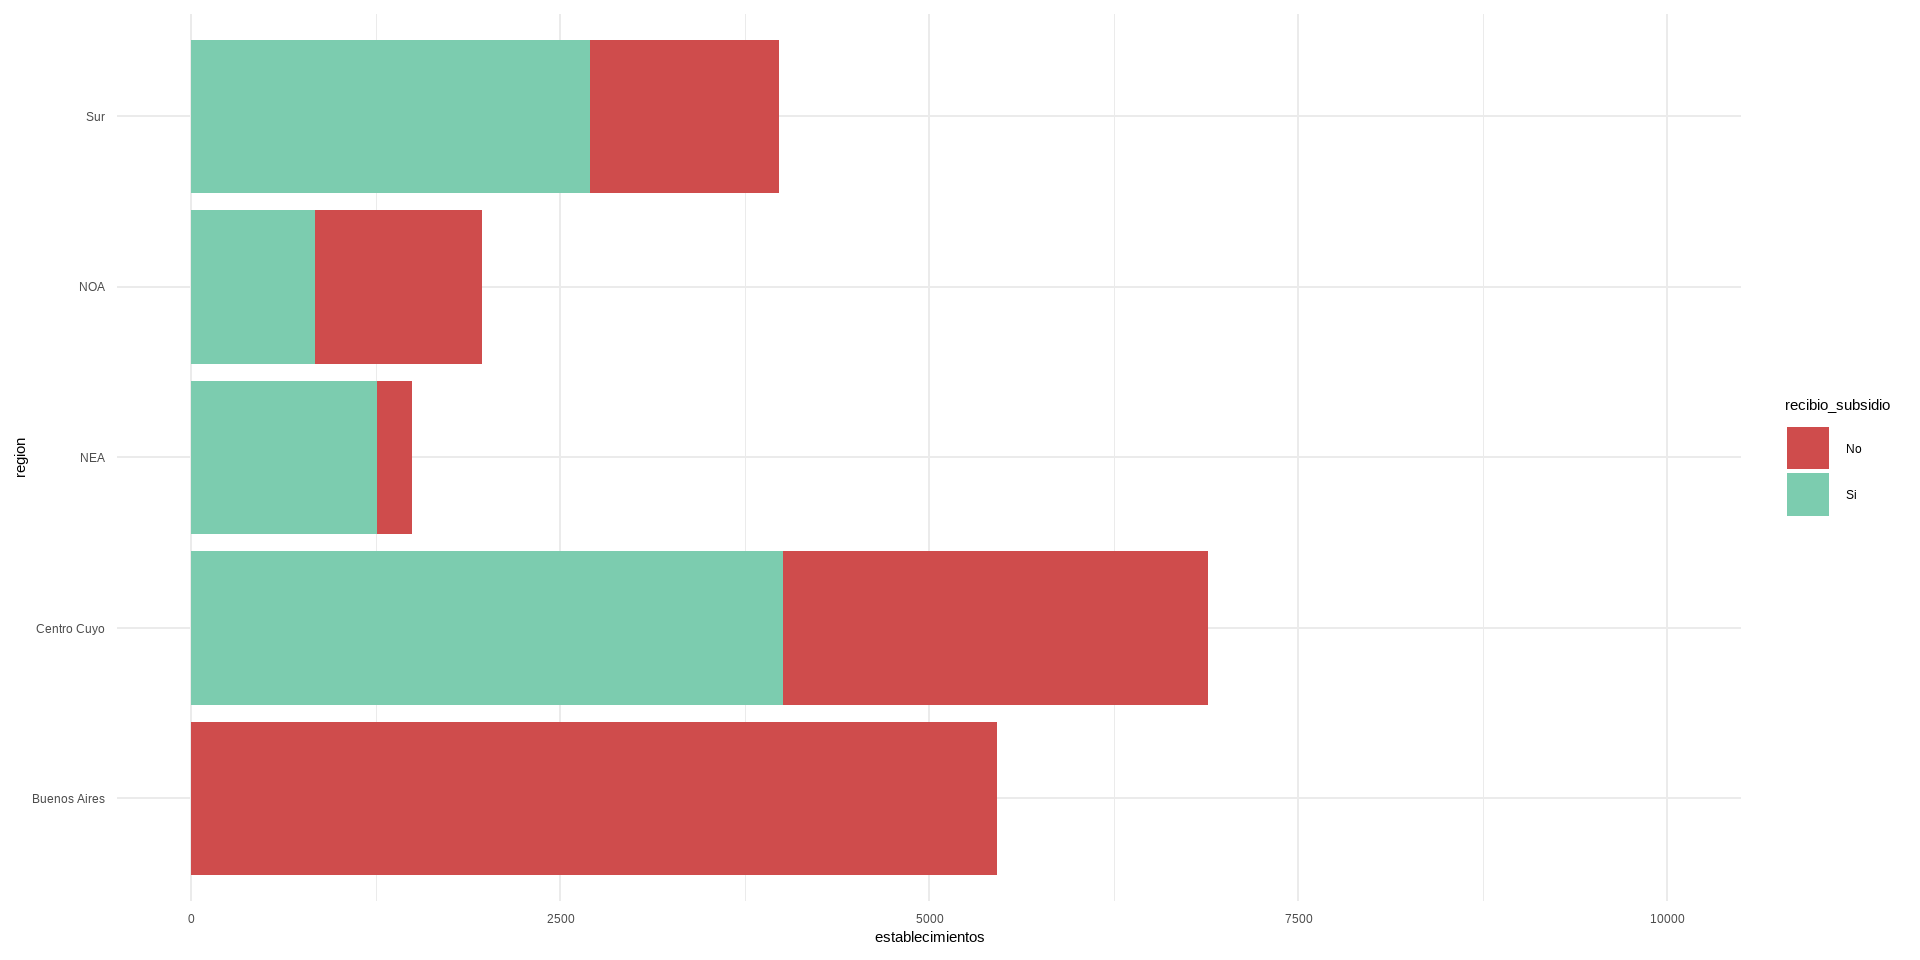 Sur
NOA
NEA
Centro Cuyo
Buenos Aires
region
0 2500 5000 7500 10000
establecimientos
recibio_subsidio
No
Si